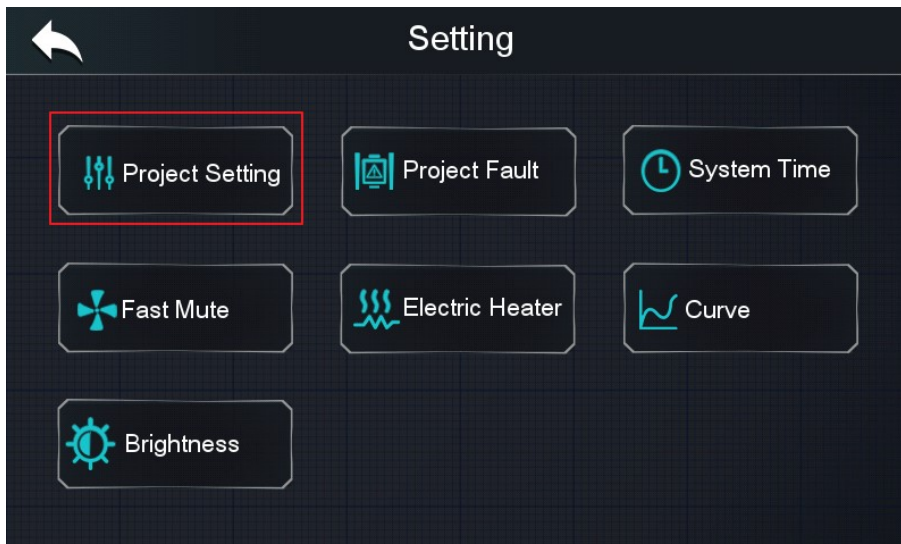 Setting
Project Setting
Project Fault
System Time
Fast Mute
Electric Heater
Curve
Brightness